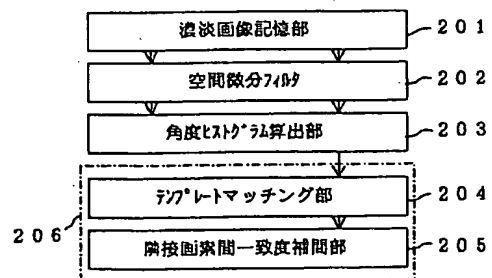 濃淡画像記憶部 201
空間微分フィルタ 202
角度ヒストグラム算出部 203
テンプレートマッチング部 204
206
隣接画素間一致度補間部 205